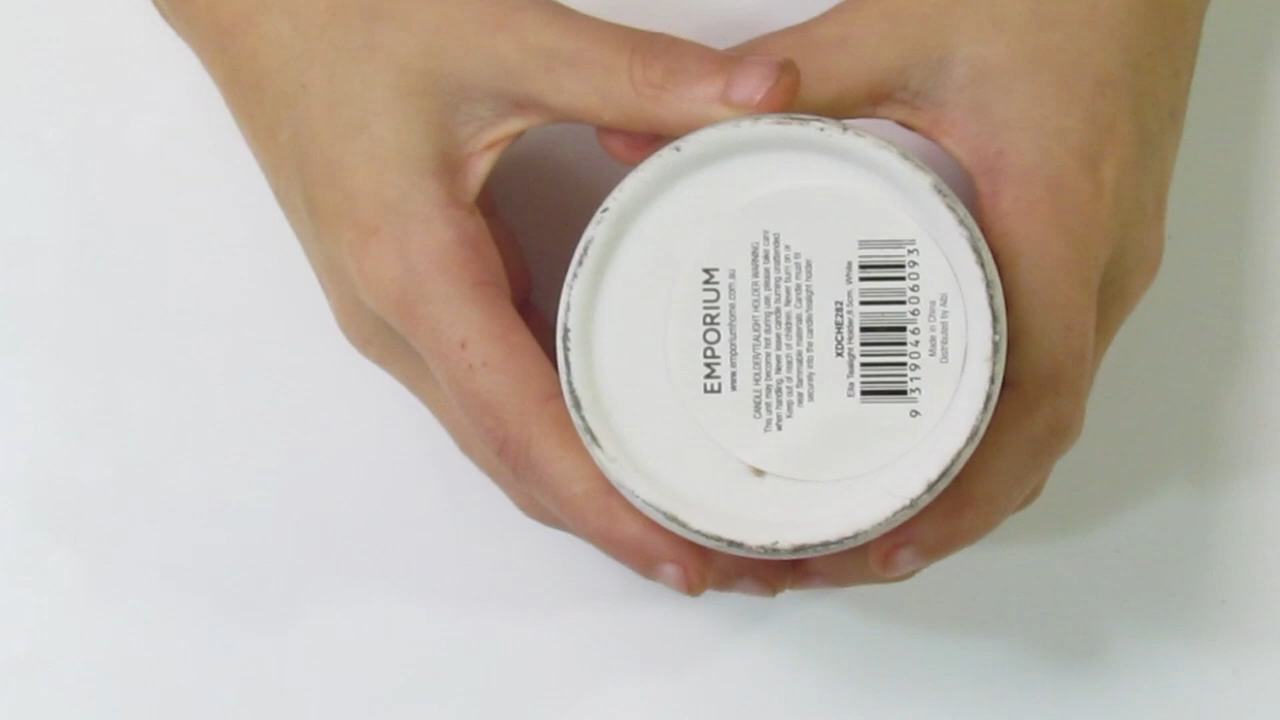 EMPORIUM
www.emporiumhome.com.au
CANDLE HOLDER/TEALIGHT HOLDER WARNING
This unit may become hot during use, please take care
when handling. Never leave candle burning unattended.
Keep out of reach of children. Never burn on or
near flammable materials. Candle must fit
securely into the candle/tealight holder.
XDCHE282
Ella Tealight Holder,8.5cm, White
9 319046 606093
Made in China
Distributed by Albi